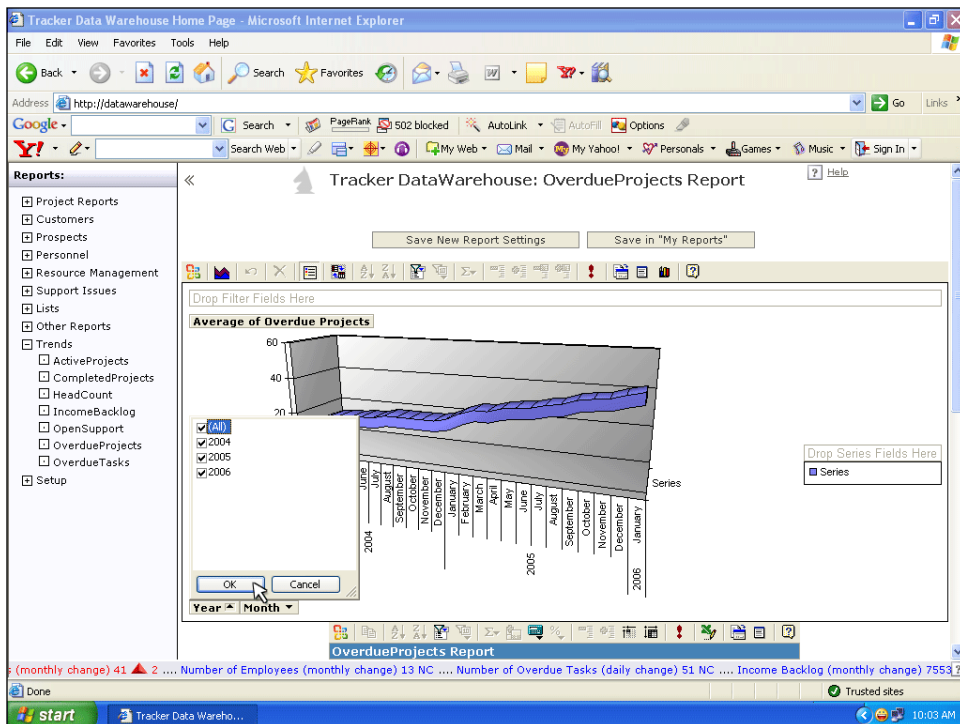 Tracker Data Warehouse Home Page - Microsoft Internet Explorer
File Edit View Favorites Tools Help
Back Search Favorites
Address http://datawarehouse/ Go Links
Google Search PageRank 502 blocked AutoLink AutoFill Options
Y! Search Web My Web Mail My Yahoo! Personals Games Music Sign In
Reports:
Project Reports
Customers
Prospects
Personnel
Resource Management
Support Issues
Lists
Other Reports
Trends
ActiveProjects
CompletedProjects
HeadCount
IncomeBacklog
OpenSupport
OverdueProjects
OverdueTasks
Setup
Tracker DataWarehouse: OverdueProjects Report
Help
Save New Report Settings Save in "My Reports"
Drop Filter Fields Here
Average of Overdue Projects
60
40
20
(All)
2004
2005
2006
OK Cancel
June
July
August
September
October
November
December
January
February
March
April
May
June
July
August
September
October
November
December
January
2004
2005
2006
Series
Drop Series Fields Here
Series
Year Month
OverdueProjects Report
(monthly change) 41 2 .... Number of Employees (monthly change) 13 NC .... Number of Overdue Tasks (daily change) 51 NC .... Income Backlog (monthly change) 7553
Done Trusted sites
start Tracker Data Wareho... 10:03 AM